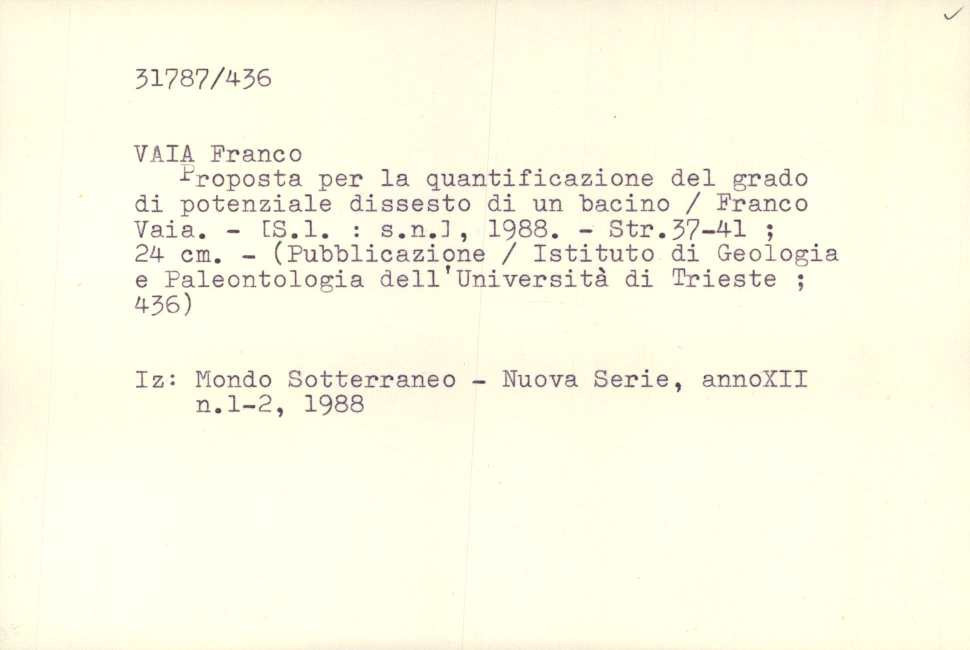 31787/436
VAIA Franco
Proposta per la quantificazione del grado
di potenziale dissesto di un bacino / Franco
Vaia. - [S.l. : s.n.], 1988. - Str.37-41 ;
24 cm. - (Pubblicazione / Istituto di Geologia
e Paleontologia dell'Università di Trieste ;
436)
Iz: Mondo Sotterraneo - Nuova Serie, annoXII
n.1-2, 1988